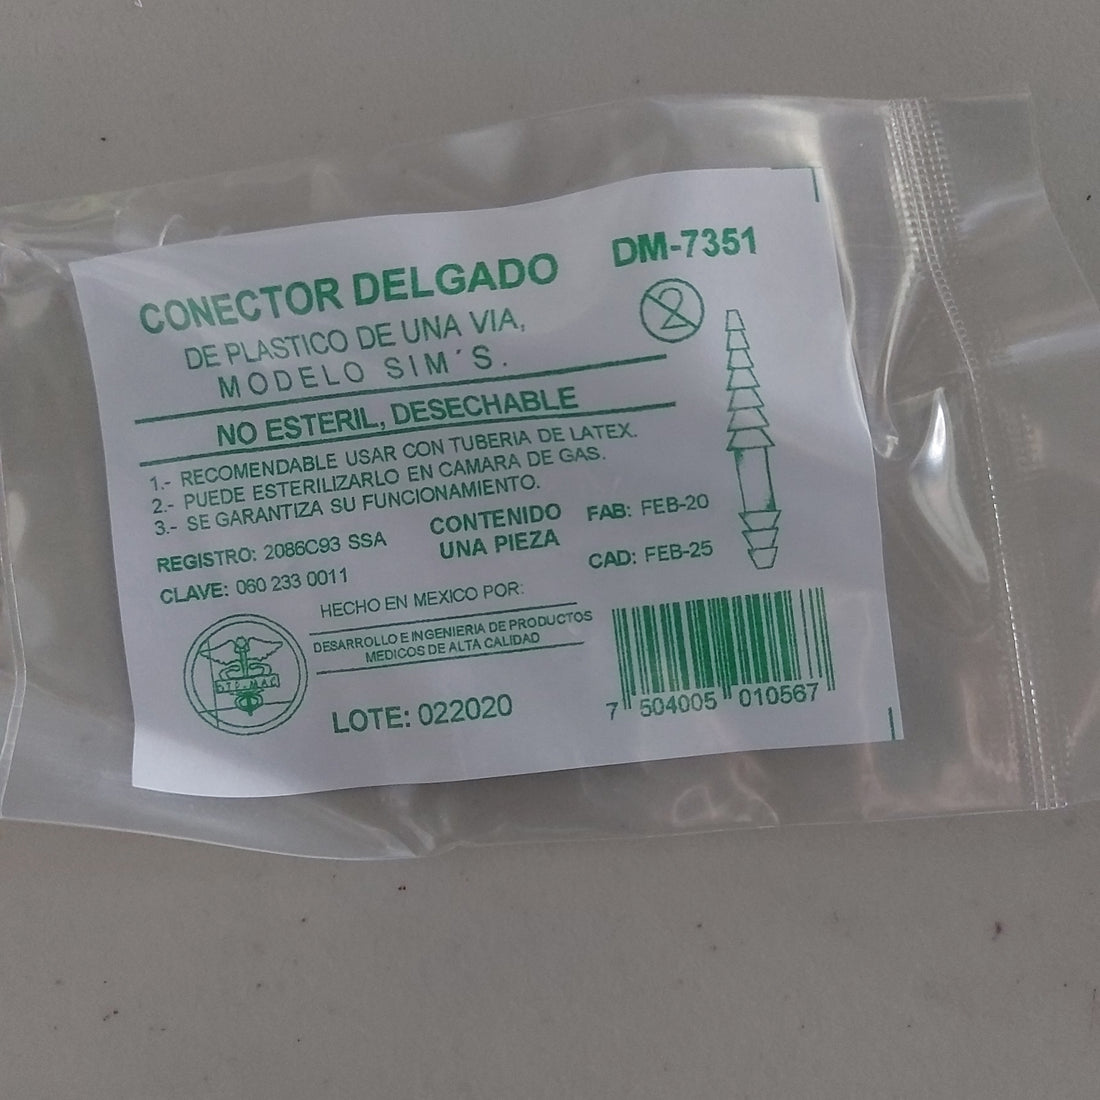 CONECTOR DELGADO
DM-7351
DE PLASTICO DE UNA VIA,
MODELO SIM´S.
2
NO ESTERIL, DESECHABLE
1.- RECOMENDABLE USAR CON TUBERIA DE LATEX.
2.- PUEDE ESTERILIZARLO EN CAMARA DE GAS.
3.- SE GARANTIZA SU FUNCIONAMIENTO.
REGISTRO: 2086C93 SSA
CLAVE: 060 233 0011
CONTENIDO
UNA PIEZA
FAB: FEB-20
CAD: FEB-25
HECHO EN MEXICO POR:
DESARROLLO E INGENIERIA DE PRODUCTOS
MEDICOS DE ALTA CALIDAD
LOTE: 022020
7 504005 010567